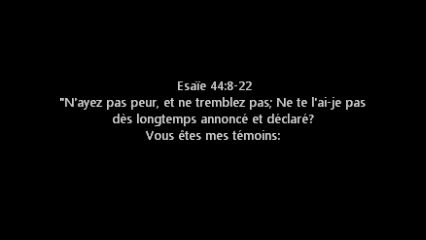 Esaïe 44:8-22
"N'ayez pas peur, et ne tremblez pas; Ne te l'ai-je pas
dès longtemps annoncé et déclaré?
Vous êtes mes témoins: